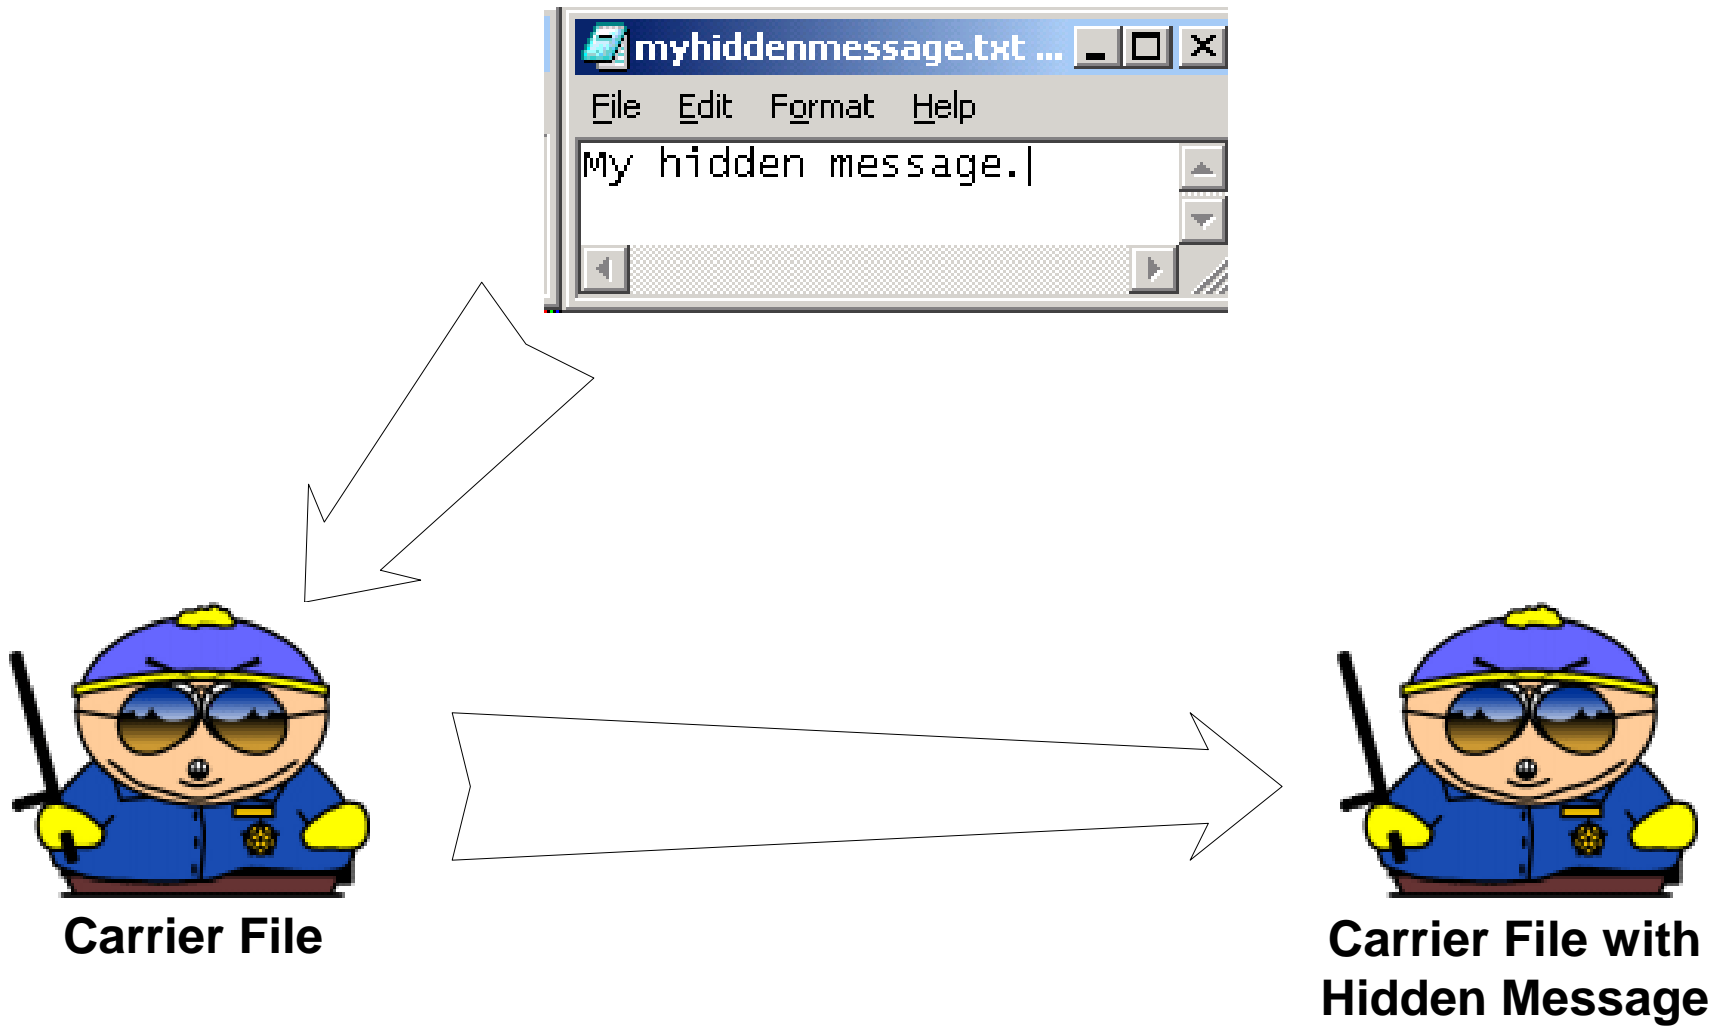 myhiddenmessage.txt ...
File Edit Format Help
My hidden message.
Carrier File
Carrier File with
Hidden Message